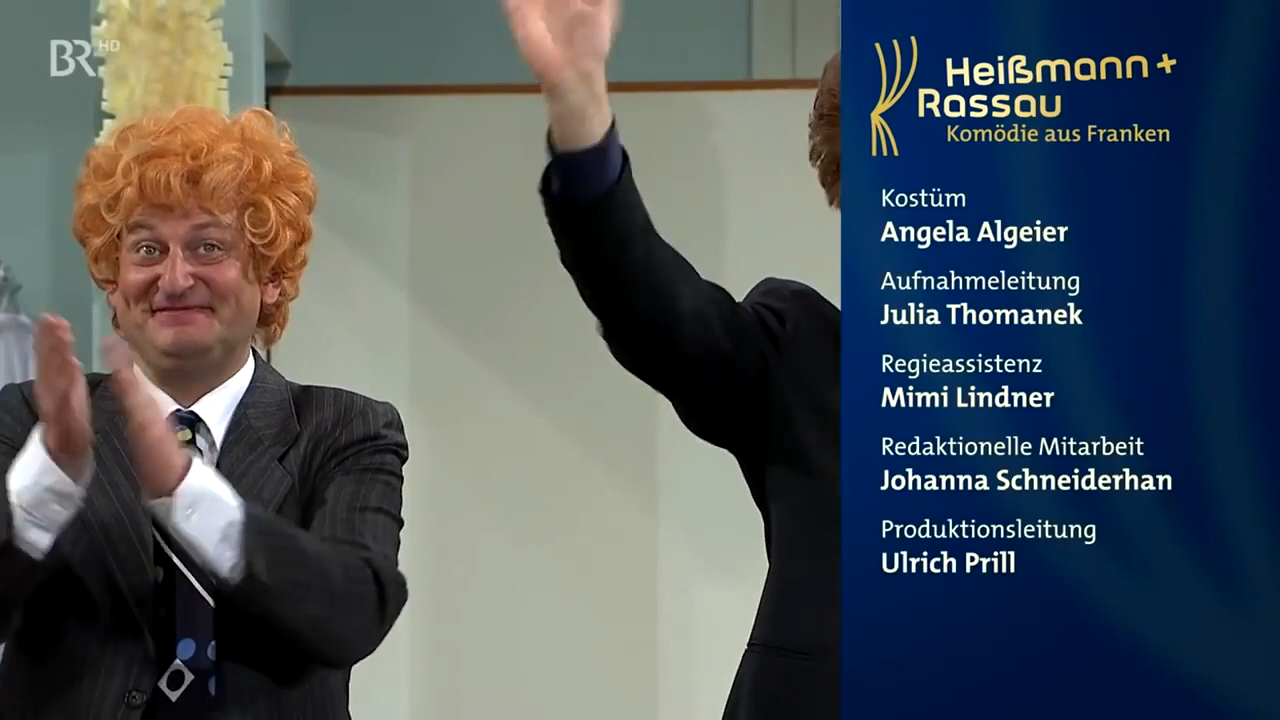 BR HD
Heißmann +
Rassau
Komödie aus Franken
Kostüm
Angela Algeier
Aufnahmeleitung
Julia Thomanek
Regieassistenz
Mimi Lindner
Redaktionelle Mitarbeit
Johanna Schneiderhan
Produktionsleitung
Ulrich Prill